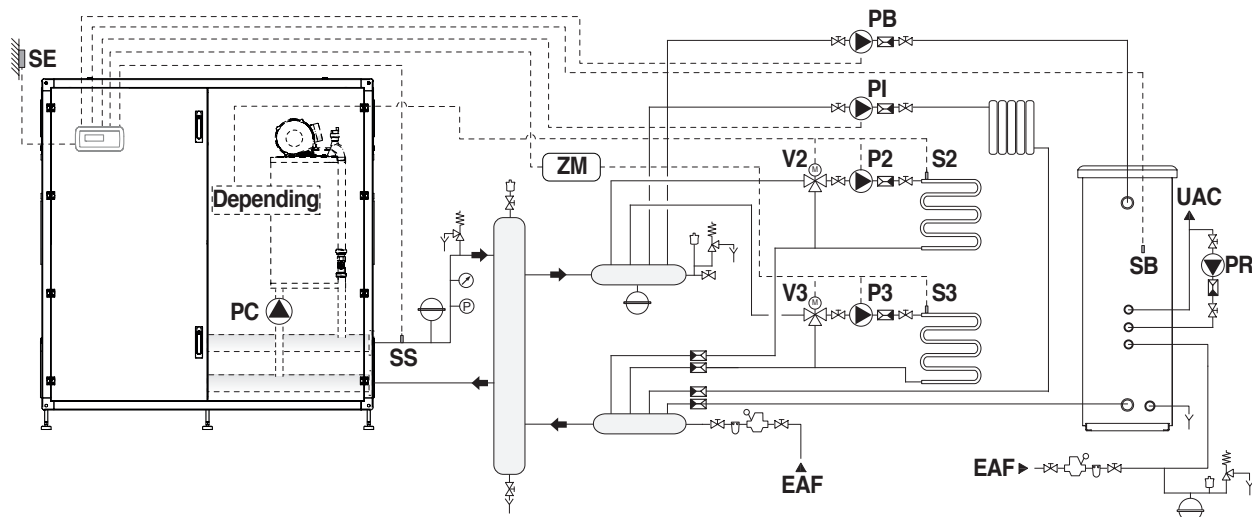 PB
SE
PI
V2
P2
S2
ZM
M
Depending
UAC
SB
PR
V3
P3
S3
M
PC
P
SS
EAF
EAF